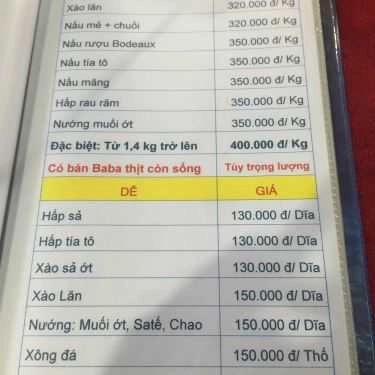 Xào lăn 320.000 đ/ Kg
Nấu mẻ + chuối 320.000 đ/ Kg
Nấu rượu Bodeaux 350.000 đ/ Kg
Nấu tía tô 350.000 đ/ Kg
Nấu măng 350.000 đ/ Kg
Hấp rau răm 350.000 đ/ Kg
Nướng muối ớt 350.000 đ/ Kg
Đặc biệt: Từ 1,4 kg trở lên 400.000 đ/ Kg
Có bán Baba thịt còn sống Tùy trọng lượng
DÊ GIÁ
Hấp sả 130.000 đ/ Dĩa
Hấp tía tô 130.000 đ/ Dĩa
Xào sả ớt 130.000 đ/ Dĩa
Xào Lăn 150.000 đ/ Dĩa
Nướng: Muối ớt, Satế, Chao 150.000 đ/ Dĩa
Xông đá 150.000 đ/ Thố